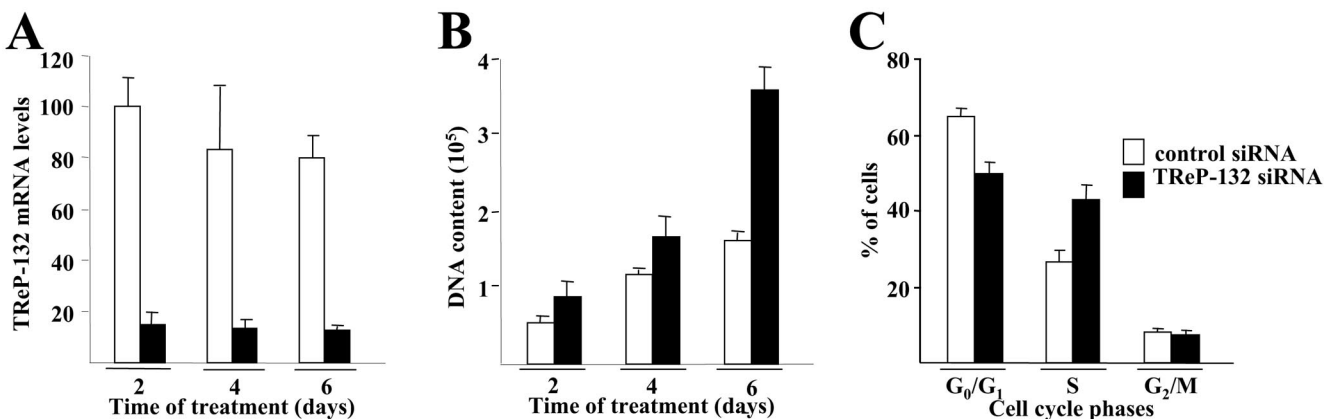 A
TReP-132 mRNA levels
120
100
80
60
40
20
2 4 6
Time of treatment (days)
B
DNA content (10⁵)
4
3
2
1
2 4 6
Time of treatment (days)
C
% of cells
80
60
40
20
G₀/G₁ S G₂/M
Cell cycle phases
control siRNA
TReP-132 siRNA